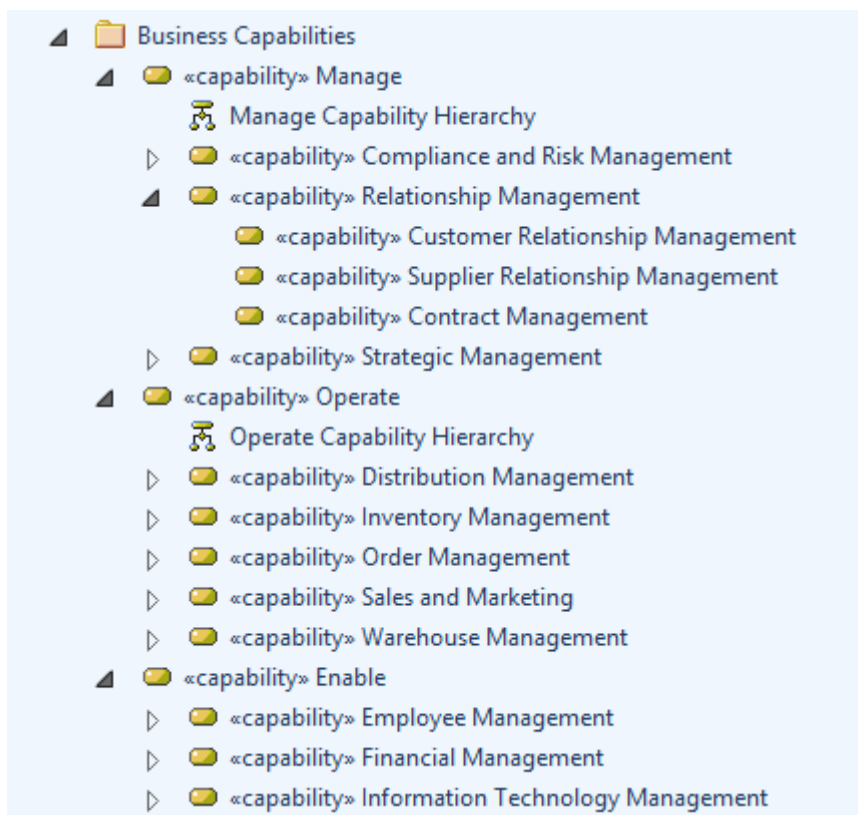 Business Capabilities
«capability» Manage
Manage Capability Hierarchy
«capability» Compliance and Risk Management
«capability» Relationship Management
«capability» Customer Relationship Management
«capability» Supplier Relationship Management
«capability» Contract Management
«capability» Strategic Management
«capability» Operate
Operate Capability Hierarchy
«capability» Distribution Management
«capability» Inventory Management
«capability» Order Management
«capability» Sales and Marketing
«capability» Warehouse Management
«capability» Enable
«capability» Employee Management
«capability» Financial Management
«capability» Information Technology Management